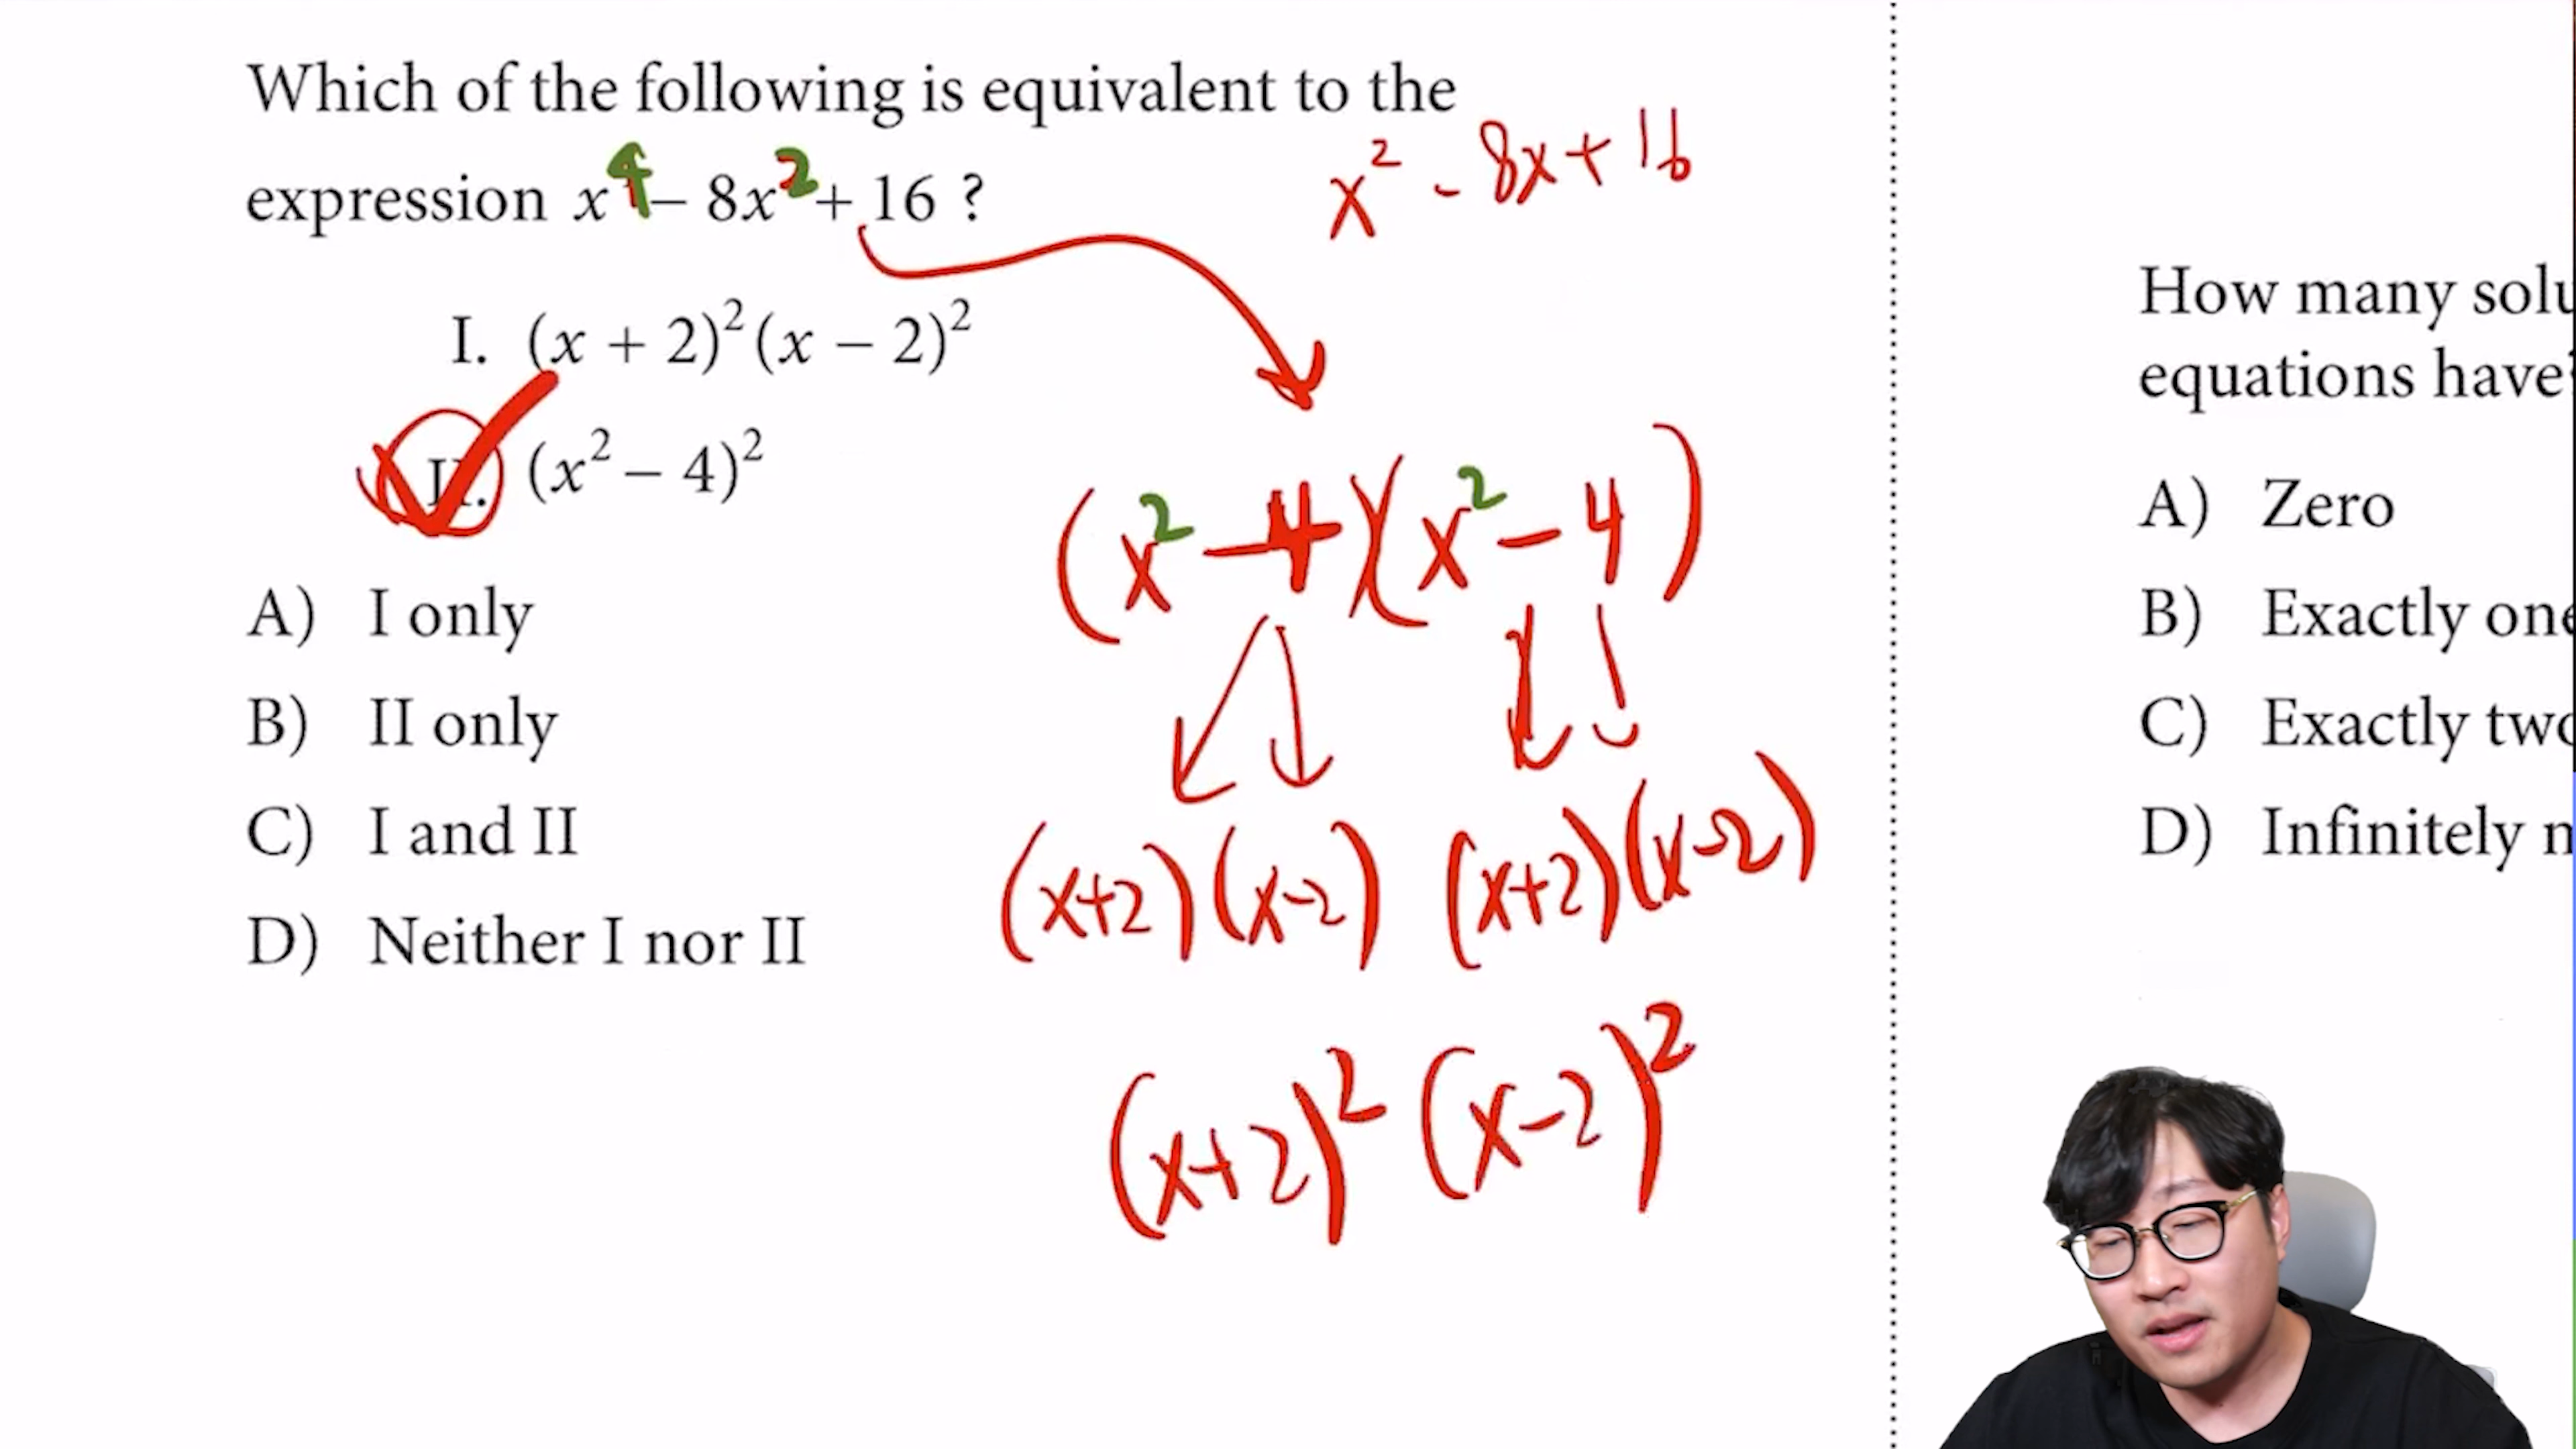 Which of the following is equivalent to the
expression x⁴ – 8x² + 16 ?
x² - 8x + 16
I. (x + 2)²(x – 2)²
II. (x² – 4)²
(x² - 4)(x² - 4)
(x+2)(x-2) (x+2)(x-2)
(x+2)² (x-2)²
A) I only
B) II only
C) I and II
D) Neither I nor II
How many solu
equations have?
A) Zero
B) Exactly one
C) Exactly two
D) Infinitely